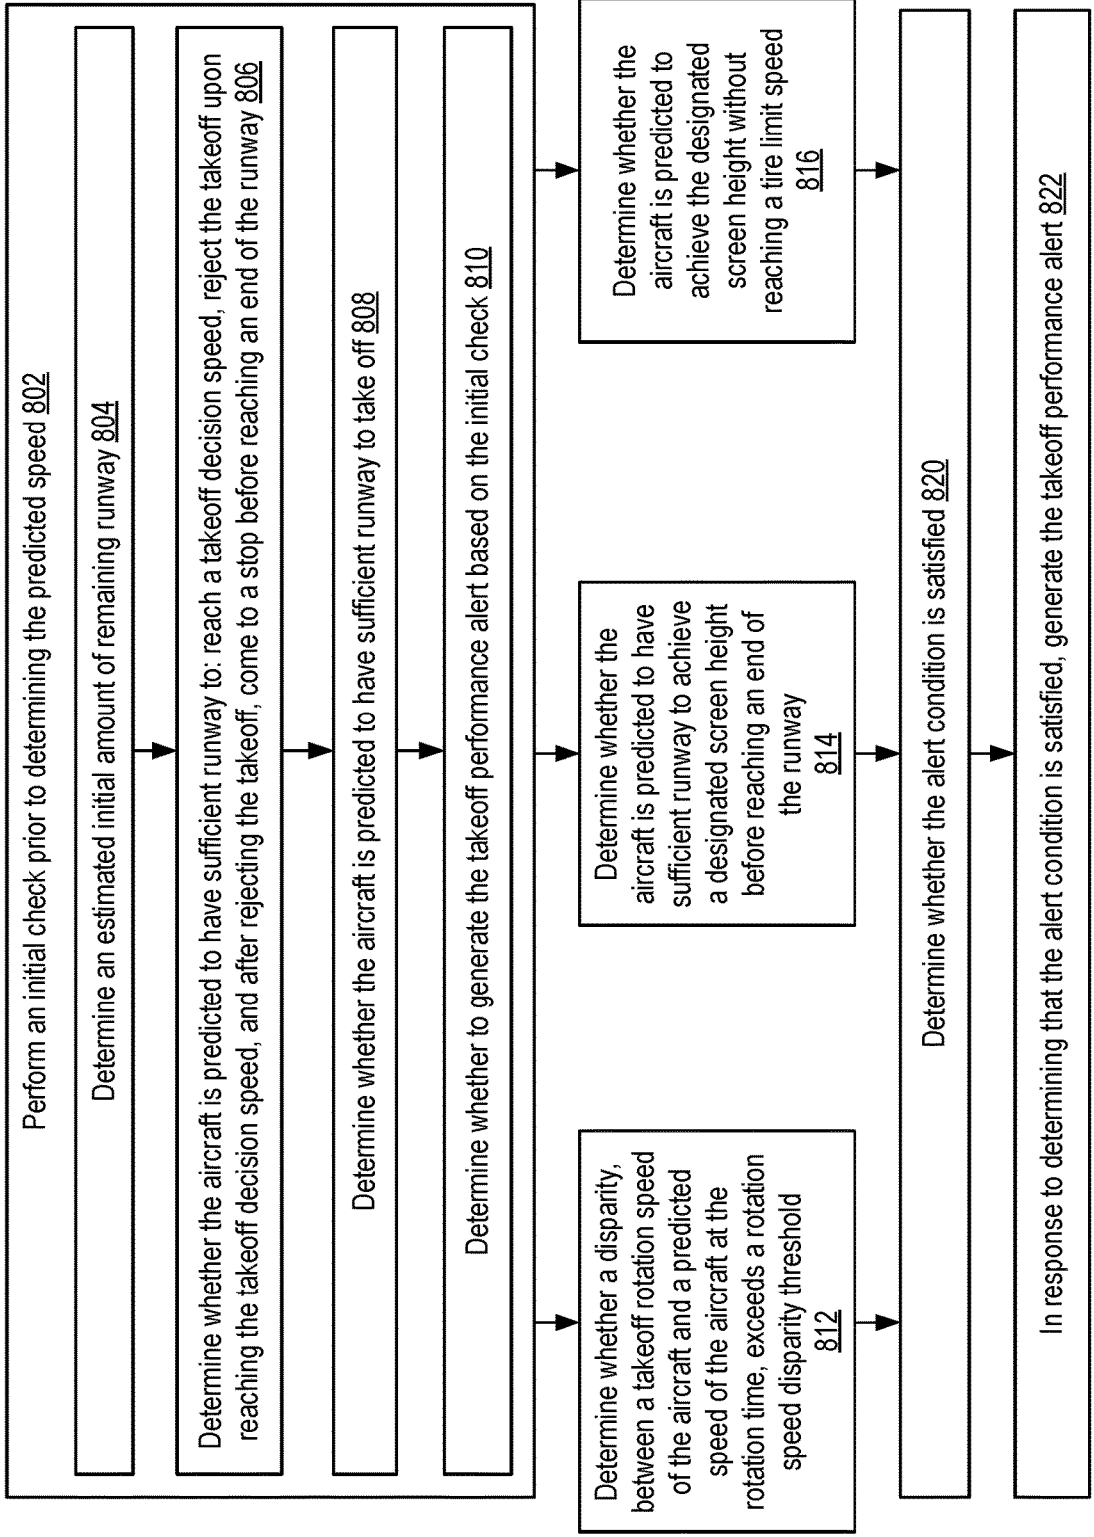 Perform an initial check prior to determining the predicted speed 802
Determine an estimated initial amount of remaining runway 804
Determine whether the aircraft is predicted to have sufficient runway to: reach a takeoff decision speed, reject the takeoff upon
reaching the takeoff decision speed, and after rejecting the takeoff, come to a stop before reaching an end of the runway 806
Determine whether the aircraft is predicted to have sufficient runway to take off 808
Determine whether to generate the takeoff performance alert based on the initial check 810
Determine whether a disparity,
between a takeoff rotation speed
of the aircraft and a predicted
speed of the aircraft at the
rotation time, exceeds a rotation
speed disparity threshold
812
Determine whether the
aircraft is predicted to have
sufficient runway to achieve
a designated screen height
before reaching an end of
the runway
814
Determine whether the
aircraft is predicted to
achieve the designated
screen height without
reaching a tire limit speed
816
Determine whether the alert condition is satisfied 820
In response to determining that the alert condition is satisfied, generate the takeoff performance alert 822